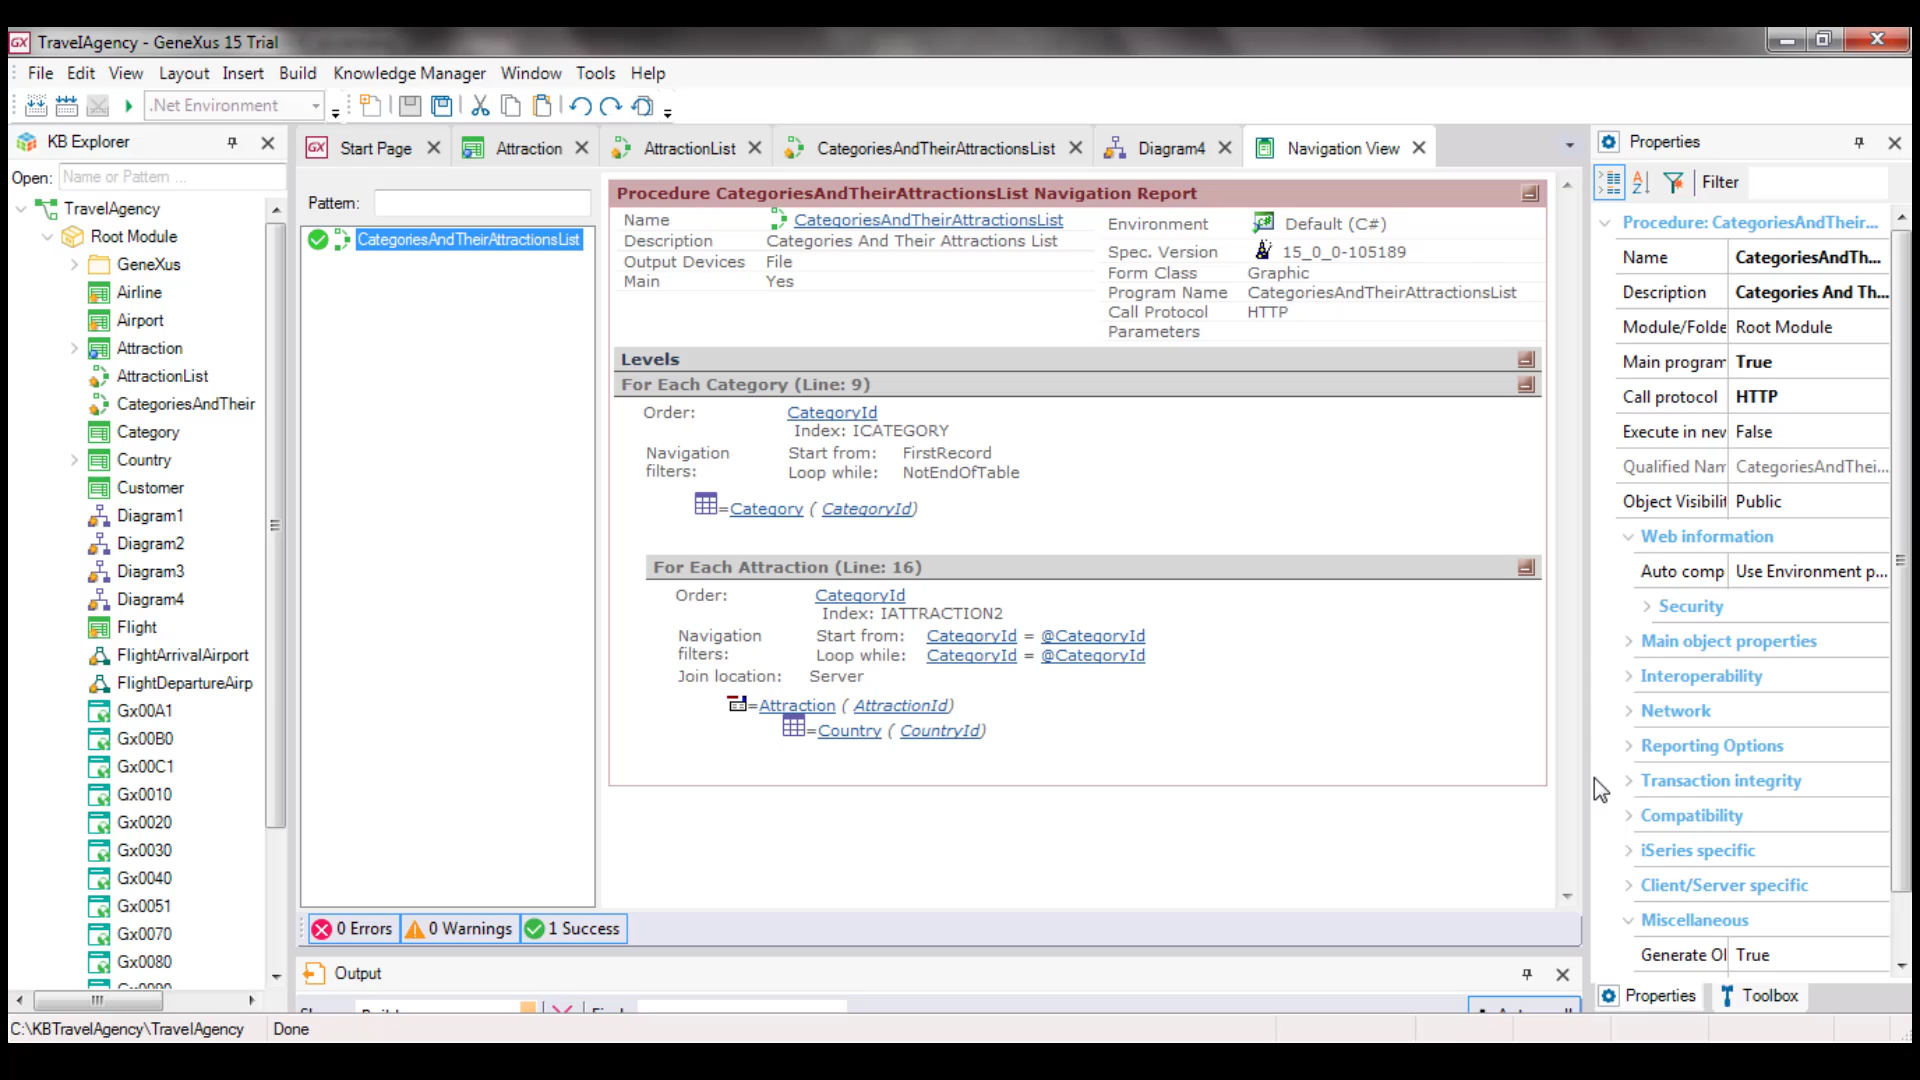 TravelAgency - GeneXus 15 Trial
File Edit View Layout Insert Build Knowledge Manager Window Tools Help
.Net Environment
KB Explorer
Open: Name or Pattern ...
TravelAgency
Root Module
GeneXus
Airline
Airport
Attraction
AttractionList
CategoriesAndTheir
Category
Country
Customer
Diagram1
Diagram2
Diagram3
Diagram4
Flight
FlightArrivalAirport
FlightDepartureAirp
Gx00A1
Gx00B0
Gx00C1
Gx0010
Gx0020
Gx0030
Gx0040
Gx0051
Gx0070
Gx0080
Start Page Attraction AttractionList CategoriesAndTheirAttractionsList Diagram4 Navigation View
Pattern:
CategoriesAndTheirAttractionsList
Procedure CategoriesAndTheirAttractionsList Navigation Report
Name CategoriesAndTheirAttractionsList
Description Categories And Their Attractions List
Output Devices File
Main Yes
Environment Default (C#)
Spec. Version 15_0_0-105189
Form Class Graphic
Program Name CategoriesAndTheirAttractionsList
Call Protocol HTTP
Parameters
Levels
For Each Category (Line: 9)
Order: CategoryId
Index: ICATEGORY
Navigation filters: Start from: FirstRecord
Loop while: NotEndOfTable
=Category ( CategoryId)
For Each Attraction (Line: 16)
Order: CategoryId
Index: IATTRACTION2
Navigation filters: Start from: CategoryId = @CategoryId
Loop while: CategoryId = @CategoryId
Join location: Server
=Attraction ( AttractionId)
=Country ( CountryId)
0 Errors 0 Warnings 1 Success
Output
Properties
Filter
Procedure: CategoriesAndTheir...
Name CategoriesAndTh...
Description Categories And Th...
Module/Folde Root Module
Main program True
Call protocol HTTP
Execute in new False
Qualified Nam CategoriesAndThei...
Object Visibilit Public
Web information
Auto comp Use Environment p...
Security
Main object properties
Interoperability
Network
Reporting Options
Transaction integrity
Compatibility
iSeries specific
Client/Server specific
Miscellaneous
Generate Ol True
Properties Toolbox
C:\KBTravelAgency\TravelAgency Done